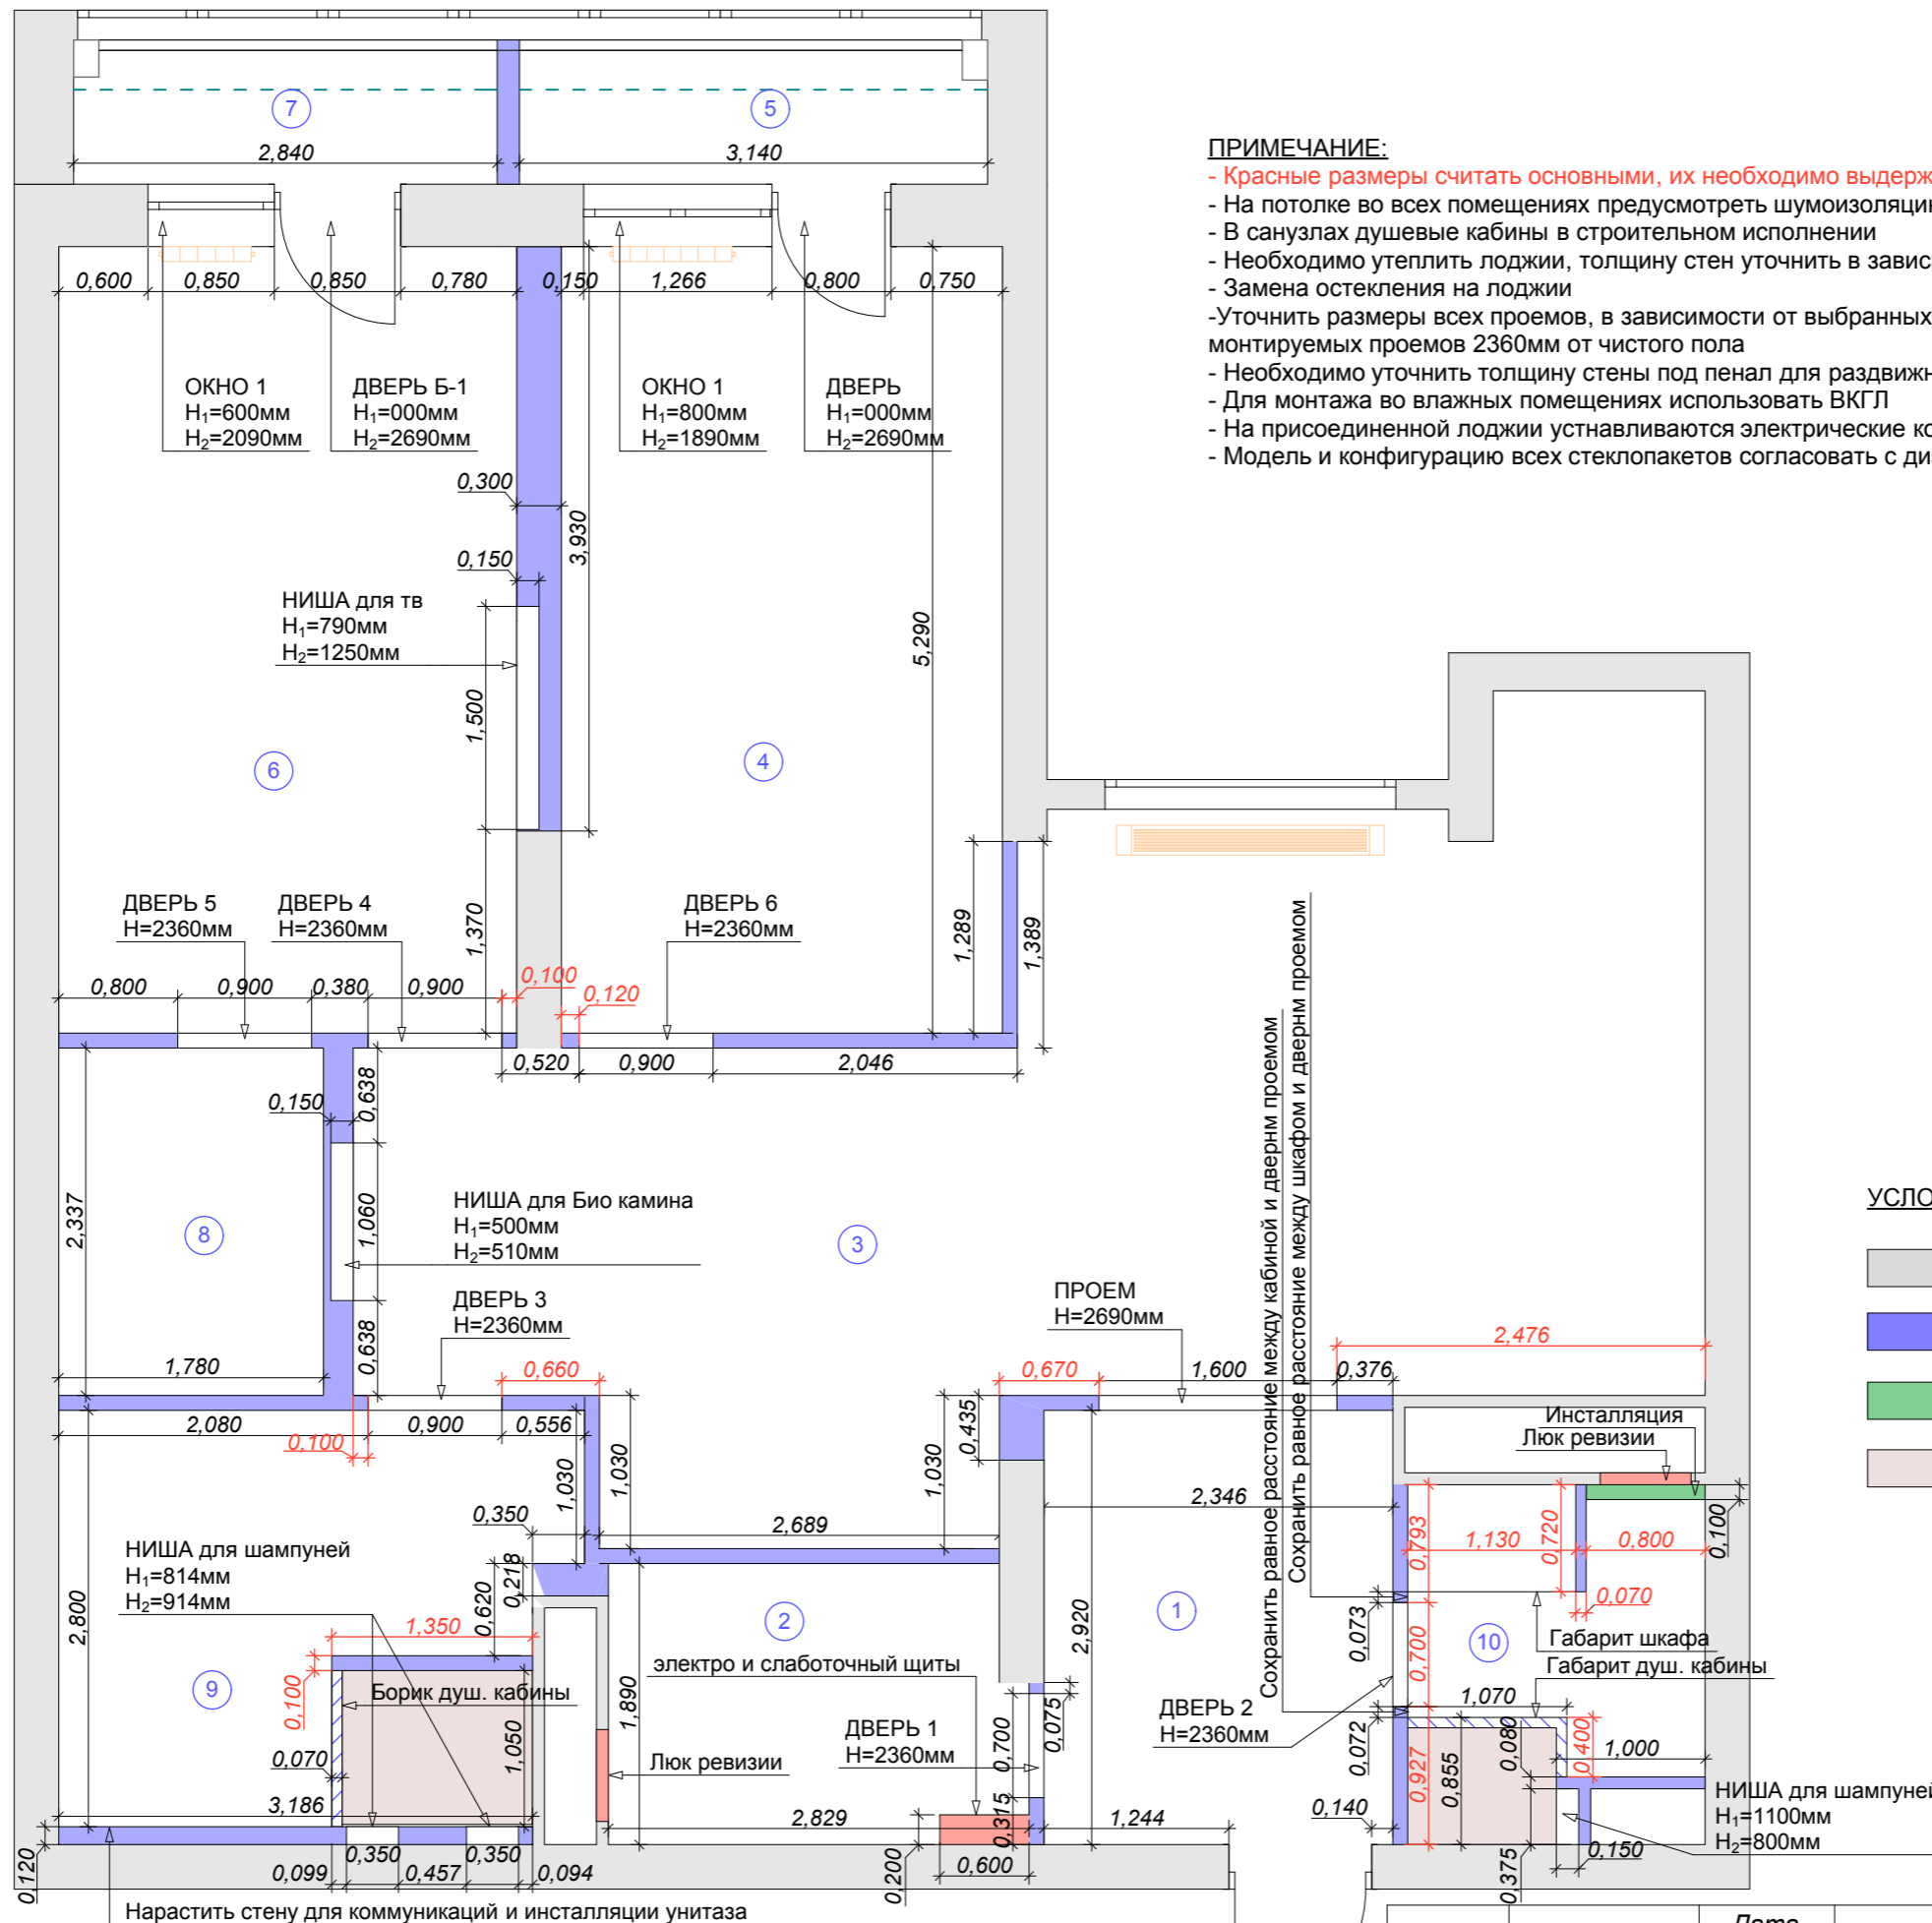 7
5
2,840
3,140
ПРИМЕЧАНИЕ:
- Красные размеры считать основными, их необходимо
- На потолке во всех помещениях предусмотреть
- В санузлах душевые кабины в строительном исполнении
- Необходимо утеплить лоджии, толщину стен уточнить в
- Замена остекления на лоджии
-Уточнить размеры всех проемов, в зависимости от выбранных
монтируемых проемов 2360мм от чистого пола
- Необходимо уточнить толщину стены под пенал для
- Для монтажа во влажных помещениях использовать ВКГЛ
- На присоединенной лоджии устнавливаются электрические
- Модель и конфигурацию всех стеклопакетов согласовать с
0,600 0,850 0,850 0,780 0,150 1,266 0,800 0,750
ОКНО 1
H₁=600мм
H₂=2090мм
ДВЕРЬ Б-1
H₁=000мм
H₂=2690мм
ОКНО 1
H₁=800мм
H₂=1890мм
ДВЕРЬ
H₁=000мм
H₂=2690мм
0,300
3,930
0,150
НИША для тв
H₁=790мм
H₂=1250мм
5,290
1,500
6
4
ДВЕРЬ 5
H=2360мм
ДВЕРЬ 4
H=2360мм
1,370
ДВЕРЬ 6
H=2360мм
1,289
1,389
0,800 0,900 0,380 0,900
0,100
0,120
0,520 0,900 2,046
0,638
0,150
2,337
8
1,060
НИША для Био камина
H₁=500мм
H₂=510мм
3
Сохранить равное расстояние между кабиной и двернм проемом
Сохранить равное расстояние между шкафом и двернм проемом
УСЛО
ДВЕРЬ 3
H=2360мм
ПРОЕМ
H=2690мм
0,638
1,780
0,660
0,670
1,600
0,376
2,476
2,080 0,900 0,556
0,100
1,030
1,030
1,030
0,435
Инсталляция
Люк ревизии
2,346
0,350
2,689
0,793
1,130
0,720
0,800
0,100
НИША для шампуней
H₁=814мм
H₂=914мм
0,218
0,620
2
1
2,920
0,073
0,070
2,800
1,350
0,700
10
Габарит шкафа
Габарит душ. кабины
электро и слаботочный щиты
9
0,100
Борик душ. кабины
1,890
0,075
ДВЕРЬ 2
H=2360мм
1,070
ДВЕРЬ 1
H=2360мм
0,700
0,072
0,080
0,400
1,000
1,050
0,070
Люк ревизии
0,927
0,855
НИША для шампуней
H₁=1100мм
H₂=800мм
3,186
2,829
0,315
1,244
0,140
0,150
0,120
0,350
0,350
0,099
0,457
0,094
0,200
0,600
0,375
Нарастить стену для коммуникаций и инсталляции унитаза
Дата